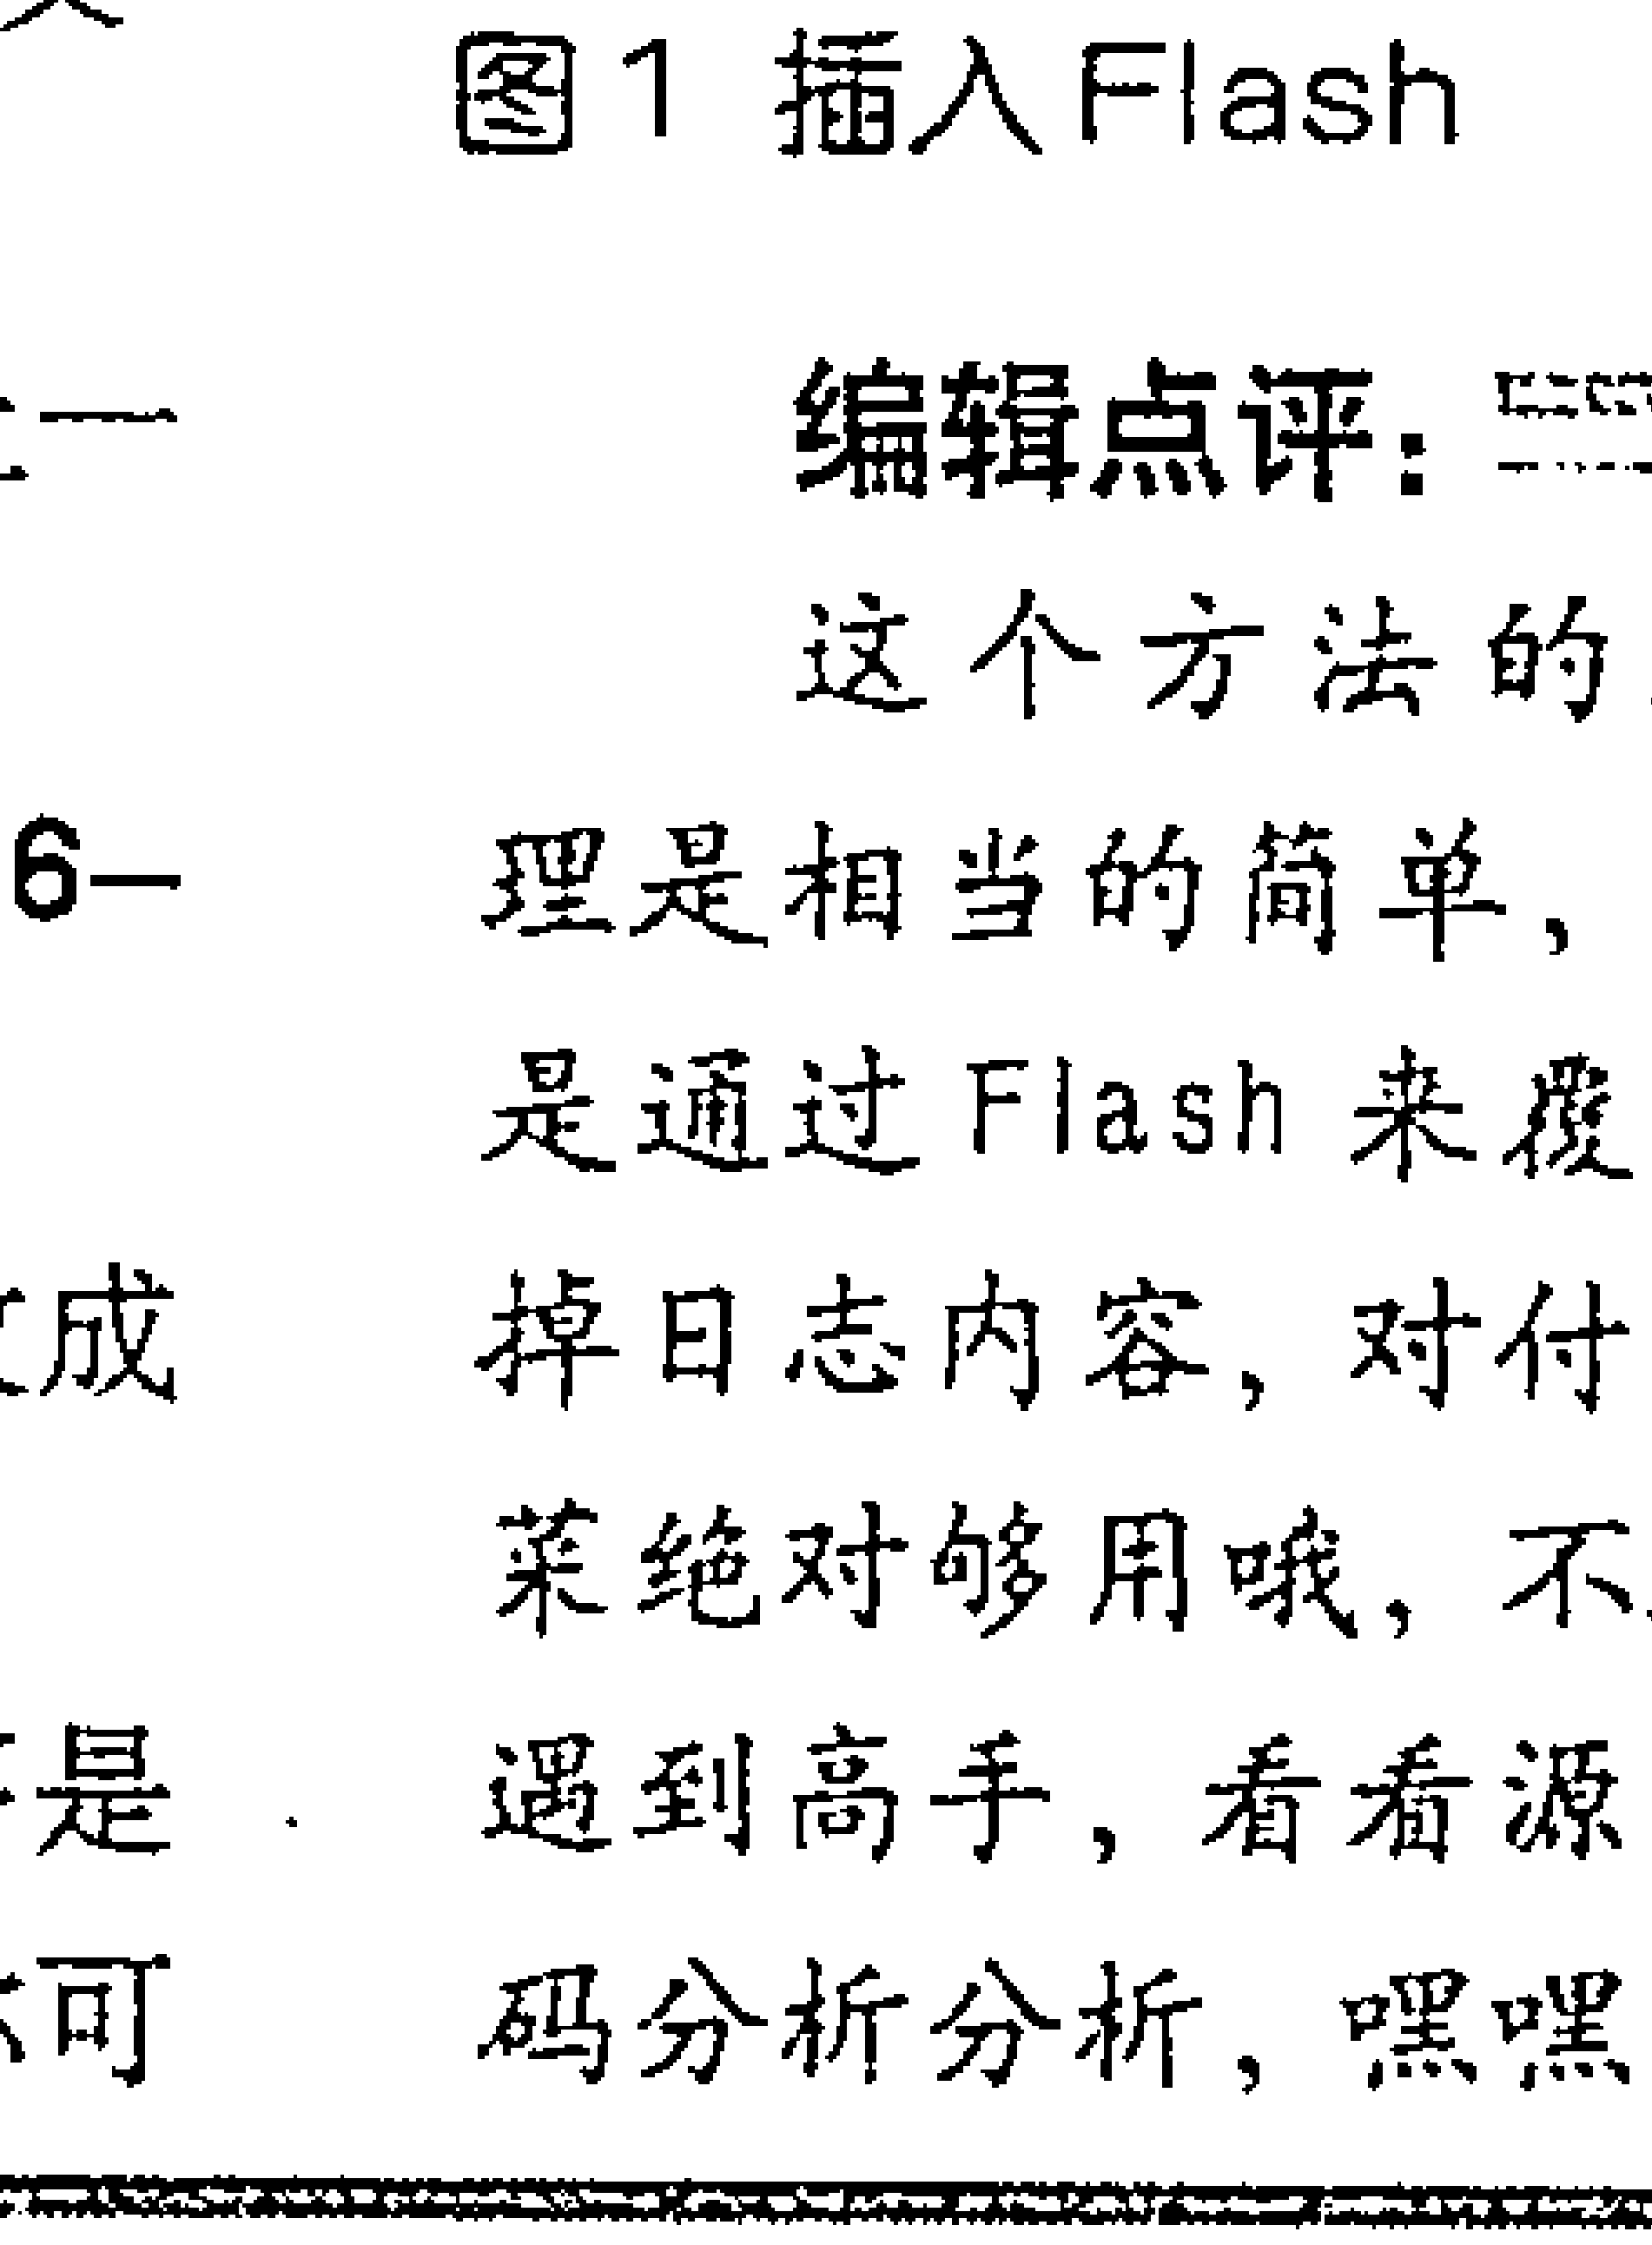 图1 插入Flash
编辑点评：
一
这个方法的
6—
理是相当的简单，
是通过Flash来覆
成
掉日志内容，对付
菜绝对够用哦，不
是
遇到高手，看看源
可
码分析分析，嘿嘿